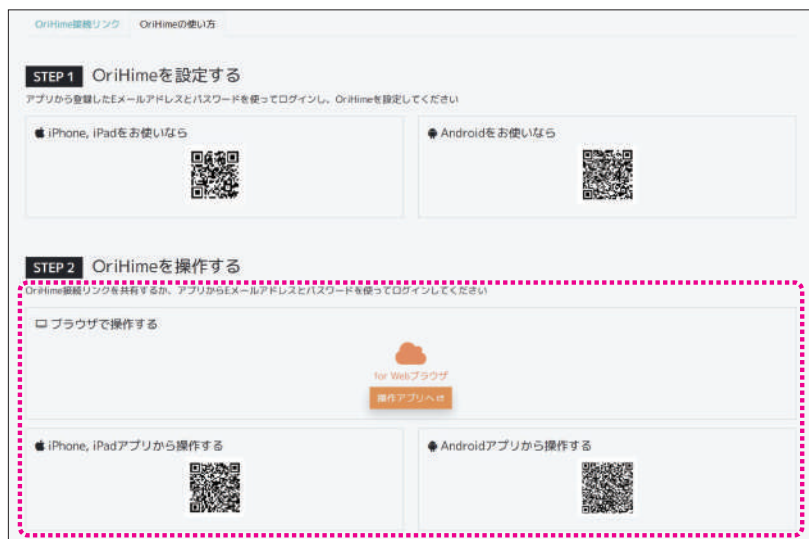 OriHime接続リンク OriHimeの使い方
STEP 1 OriHimeを設定する
アプリから登録したEメールアドレスとパスワードを使ってログインし、OriHimeを設定してください
iPhone, iPadをお使いなら
Androidをお使いなら
STEP 2 OriHimeを操作する
OriHime接続リンクを共有するか、アプリからEメールアドレスとパスワードを使ってログインしてください
ブラウザで操作する
for Webブラウザ
操作アプリへ
iPhone, iPadアプリから操作する
Androidアプリから操作する